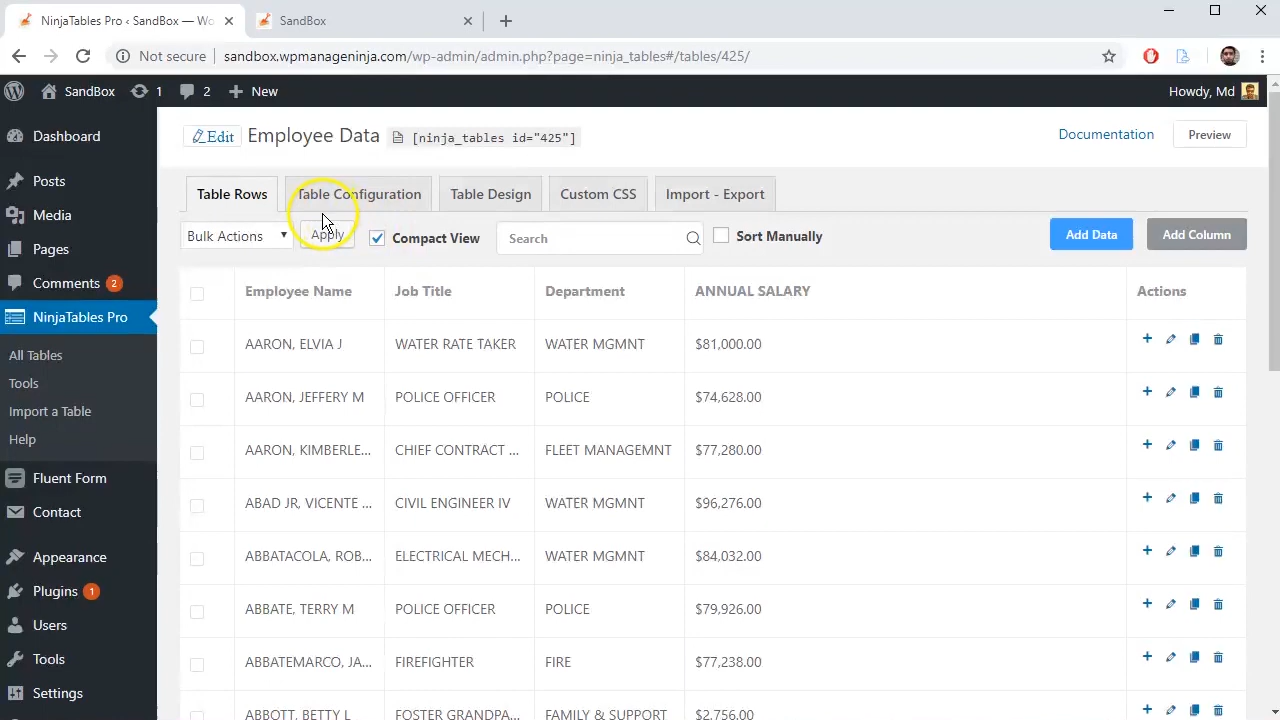 NinjaTables Pro ‹ SandBox — Wo
SandBox
Not secure
sandbox.wpmanageninja.com/wp-admin/admin.php?page=ninja_tables#/tables/425/
SandBox
1
2
New
Howdy, Md
Dashboard
Posts
Media
Pages
Comments 2
NinjaTables Pro
All Tables
Tools
Import a Table
Help
Fluent Form
Contact
Appearance
Plugins 1
Users
Tools
Settings
Edit Employee Data [ninja_tables id="425"]
Documentation
Preview
Table Rows
Table Configuration
Table Design
Custom CSS
Import - Export
Bulk Actions
Apply
Compact View
Search
Sort Manually
Add Data
Add Column
Employee Name Job Title Department ANNUAL SALARY Actions
AARON, ELVIA J WATER RATE TAKER WATER MGMNT $81,000.00
AARON, JEFFERY M POLICE OFFICER POLICE $74,628.00
AARON, KIMBERLE... CHIEF CONTRACT ... FLEET MANAGEMNT $77,280.00
ABAD JR, VICENTE ... CIVIL ENGINEER IV WATER MGMNT $96,276.00
ABBATACOLA, ROB... ELECTRICAL MECH... WATER MGMNT $84,032.00
ABBATE, TERRY M POLICE OFFICER POLICE $79,926.00
ABBATEMARCO, JA... FIREFIGHTER FIRE $77,238.00
ABBOTT, BETTY L FOSTER GRANDPA... FAMILY & SUPPORT $2,756.00